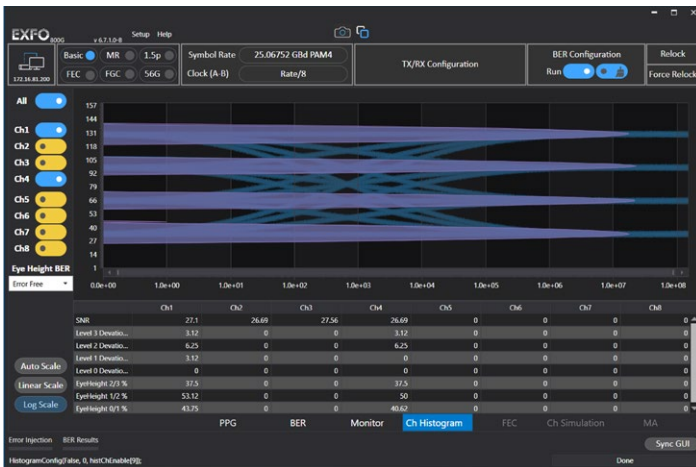 EXFO 800G v 6.7.1.0-B Setup Help
172.16.81.200
Basic MR 1.5p
FEC FGC 56G
Symbol Rate 25.06752 GBd PAM4
Clock (A-B) Rate/8
TX/RX Configuration
BER Configuration
Run
Relock
Force Relock
All
Ch1
Ch2
Ch3
Ch4
Ch5
Ch6
Ch7
Ch8
Eye Height BER
Error Free
157
144
131
118
105
92
79
66
53
40
27
14
1
0.0e+00 1.0e+00 1.0e+01 1.0e+02 1.0e+03 1.0e+04 1.0e+05 1.0e+06 1.0e+07 1.0e+08
Ch1 Ch2 Ch3 Ch4 Ch5 Ch6 Ch7 Ch8
SNR 27.1 26.69 27.56 26.69 0 0 0 0
Level 3 Devatio... 3.12 0 0 3.12 0 0 0 0
Level 2 Devatio... 6.25 0 0 6.25 0 0 0 0
Level 1 Devatio... 3.12 0 0 0 0 0 0 0
Level 0 Devatio... 0 0 0 0 0 0 0 0
EyeHeight 2/3 % 37.5 0 0 37.5 0 0 0 0
EyeHeight 1/2 % 53.12 0 0 50 0 0 0 0
EyeHeight 0/1 % 43.75 0 0 40.62 0 0 0 0
Auto Scale
Linear Scale
Log Scale
PPG BER Monitor Ch Histogram FEC Ch Simulation MA
Error Injection BER Results
Sync GUI
HistogramConfig(False, 0, histChEnable[9]); Done